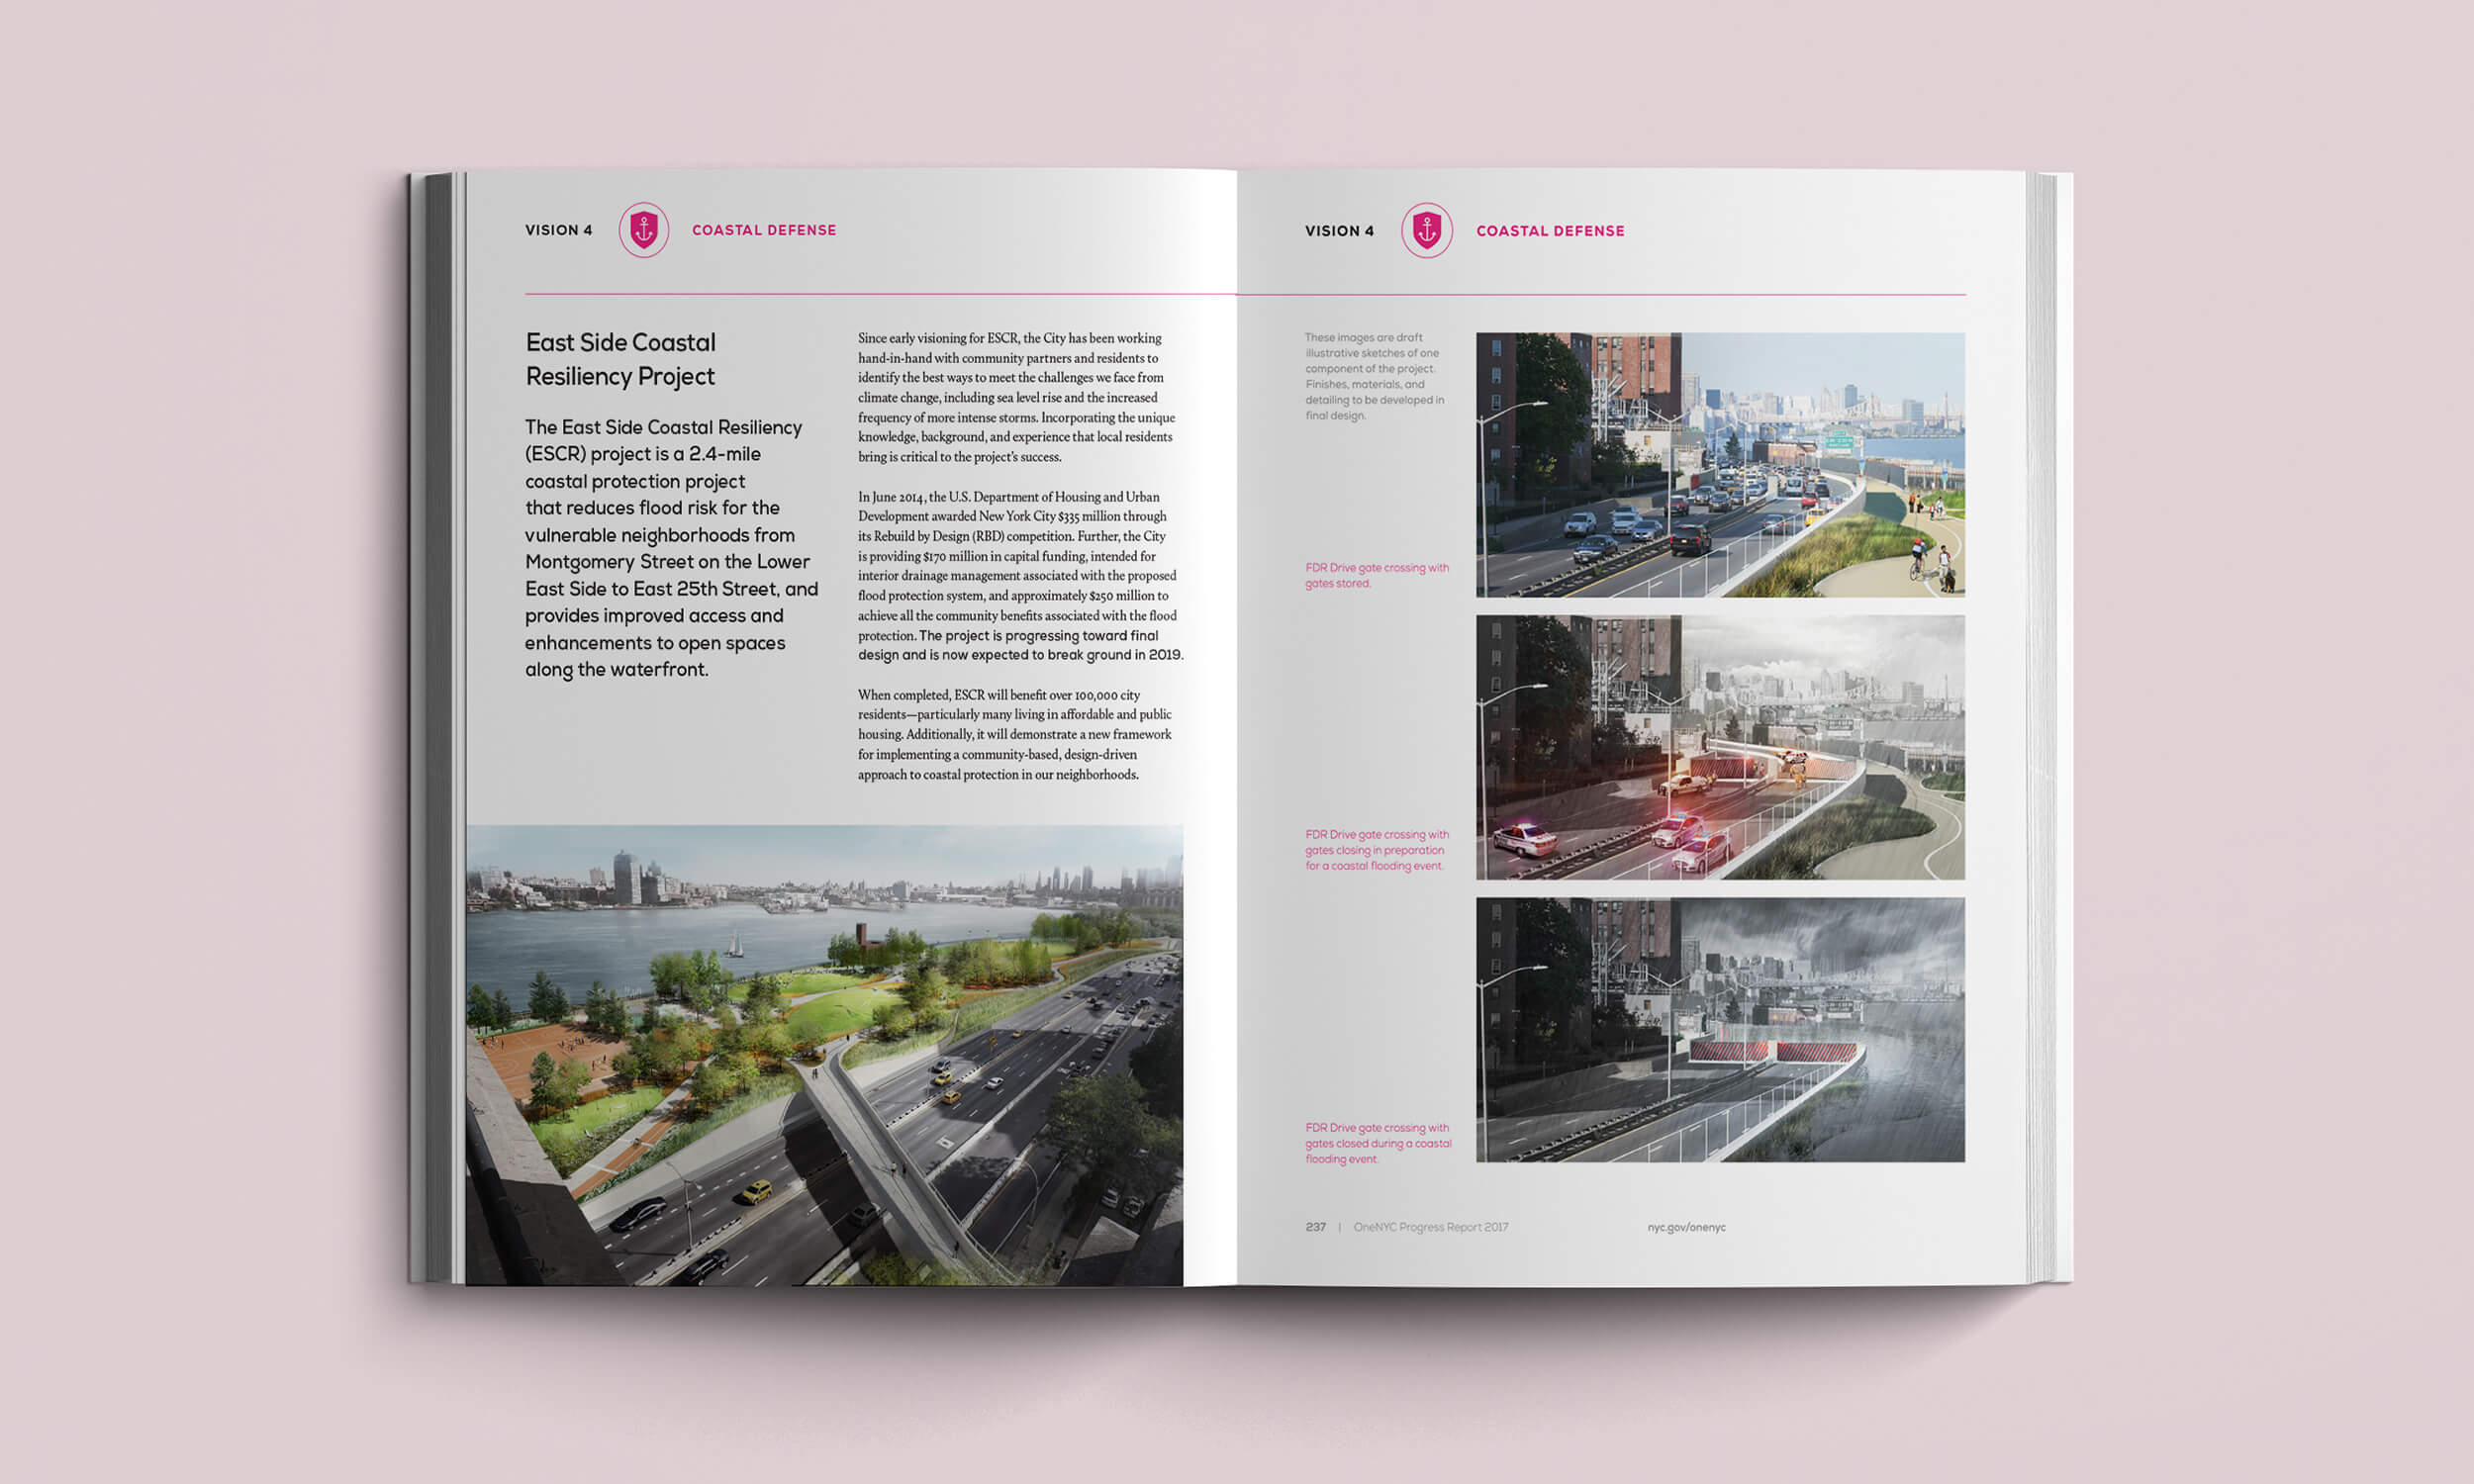 VISION 4
COASTAL DEFENSE
East Side Coastal
Resiliency Project
The East Side Coastal Resiliency
(ESCR) project is a 2.4-mile
coastal protection project
that reduces flood risk for the
vulnerable neighborhoods from
Montgomery Street on the Lower
East Side to East 25th Street, and
provides improved access and
enhancements to open spaces
along the waterfront.
Since early visioning for ESCR, the City has been working
hand-in-hand with community partners and residents to
identify the best ways to meet the challenges we face from
climate change, including sea level rise and the increased
frequency of more intense storms. Incorporating the unique
knowledge, background, and experience that local residents
bring is critical to the project's success.
In June 2014, the U.S. Department of Housing and Urban
Development awarded New York City $335 million through
its Rebuild by Design (RBD) competition. Further, the City
is providing $170 million in capital funding, intended for
interior drainage management associated with the proposed
flood protection system, and approximately $250 million to
achieve all the community benefits associated with the flood
protection. The project is progressing toward final
design and is now expected to break ground in 2019.
When completed, ESCR will benefit over 100,000 city
residents—particularly many living in affordable and public
housing. Additionally, it will demonstrate a new framework
for implementing a community-based, design-driven
approach to coastal protection in our neighborhoods.
VISION 4
COASTAL DEFENSE
These images are draft
illustrative sketches of one
component of the project.
Finishes, materials, and
detailing to be developed in
final design.
FDR Drive gate crossing with
gates stored.
FDR Drive gate crossing with
gates closing in preparation
for a coastal flooding event.
FDR Drive gate crossing with
gates closed during a coastal
flooding event.
237 | OneNYC Progress Report 2017
nyc.gov/onenyc